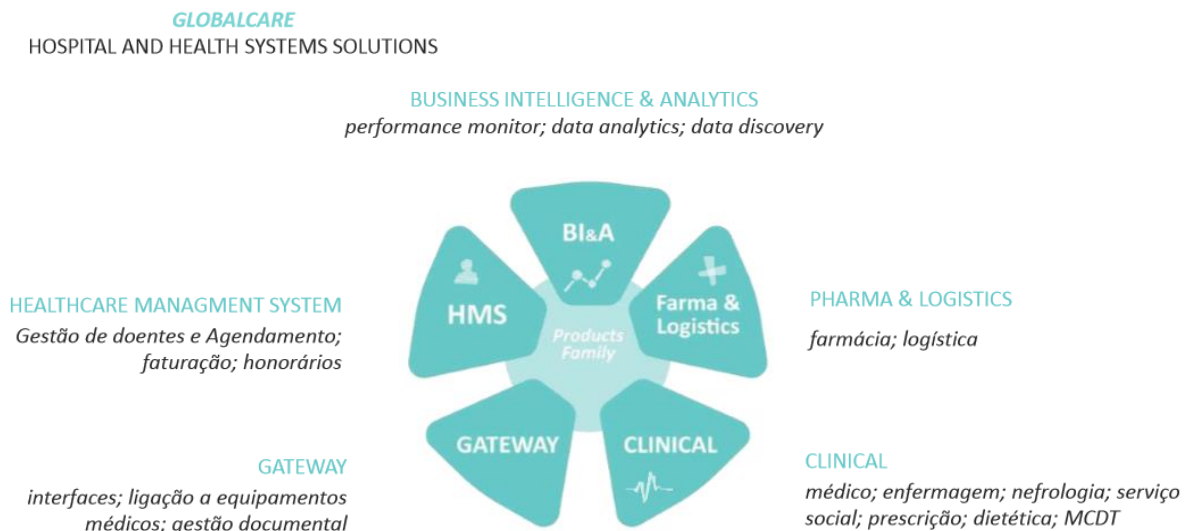 GLOBALCARE
HOSPITAL AND HEALTH SYSTEMS SOLUTIONS
BUSINESS INTELLIGENCE & ANALYTICS
performance monitor; data analytics; data discovery
BI&A
HMS
Farma &
Logistics
Products
Family
GATEWAY
CLINICAL
HEALTHCARE MANAGMENT SYSTEM
Gestão de doentes e Agendamento;
faturação; honorários
PHARMA & LOGISTICS
farmácia; logística
GATEWAY
interfaces; ligação a equipamentos
médicos; gestão documental
CLINICAL
médico; enfermagem; nefrologia; serviço
social; prescrição; dietética; MCDT